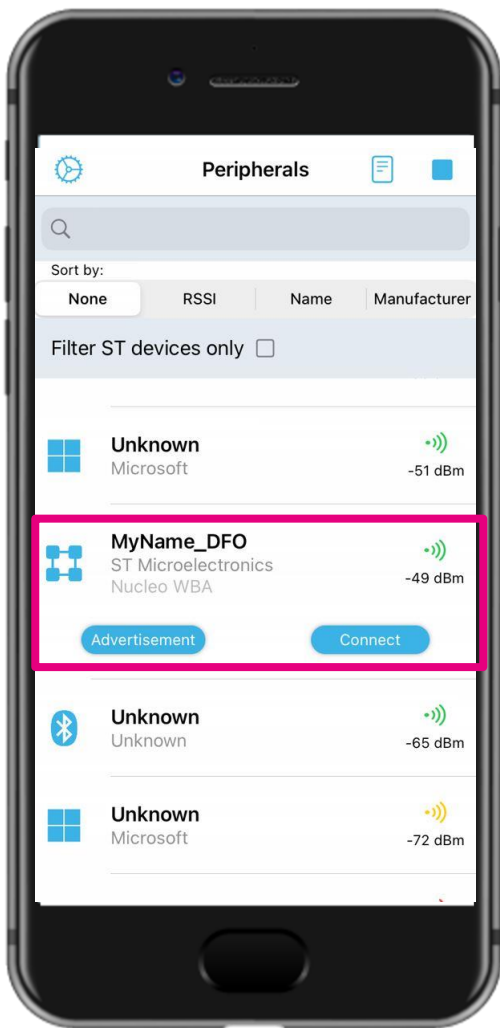 Peripherals
Sort by:
None RSSI Name Manufacturer
Filter ST devices only
Unknown
Microsoft
-51 dBm
MyName_DFO
ST Microelectronics
Nucleo WBA
-49 dBm
Advertisement Connect
Unknown
Unknown
-65 dBm
Unknown
Microsoft
-72 dBm